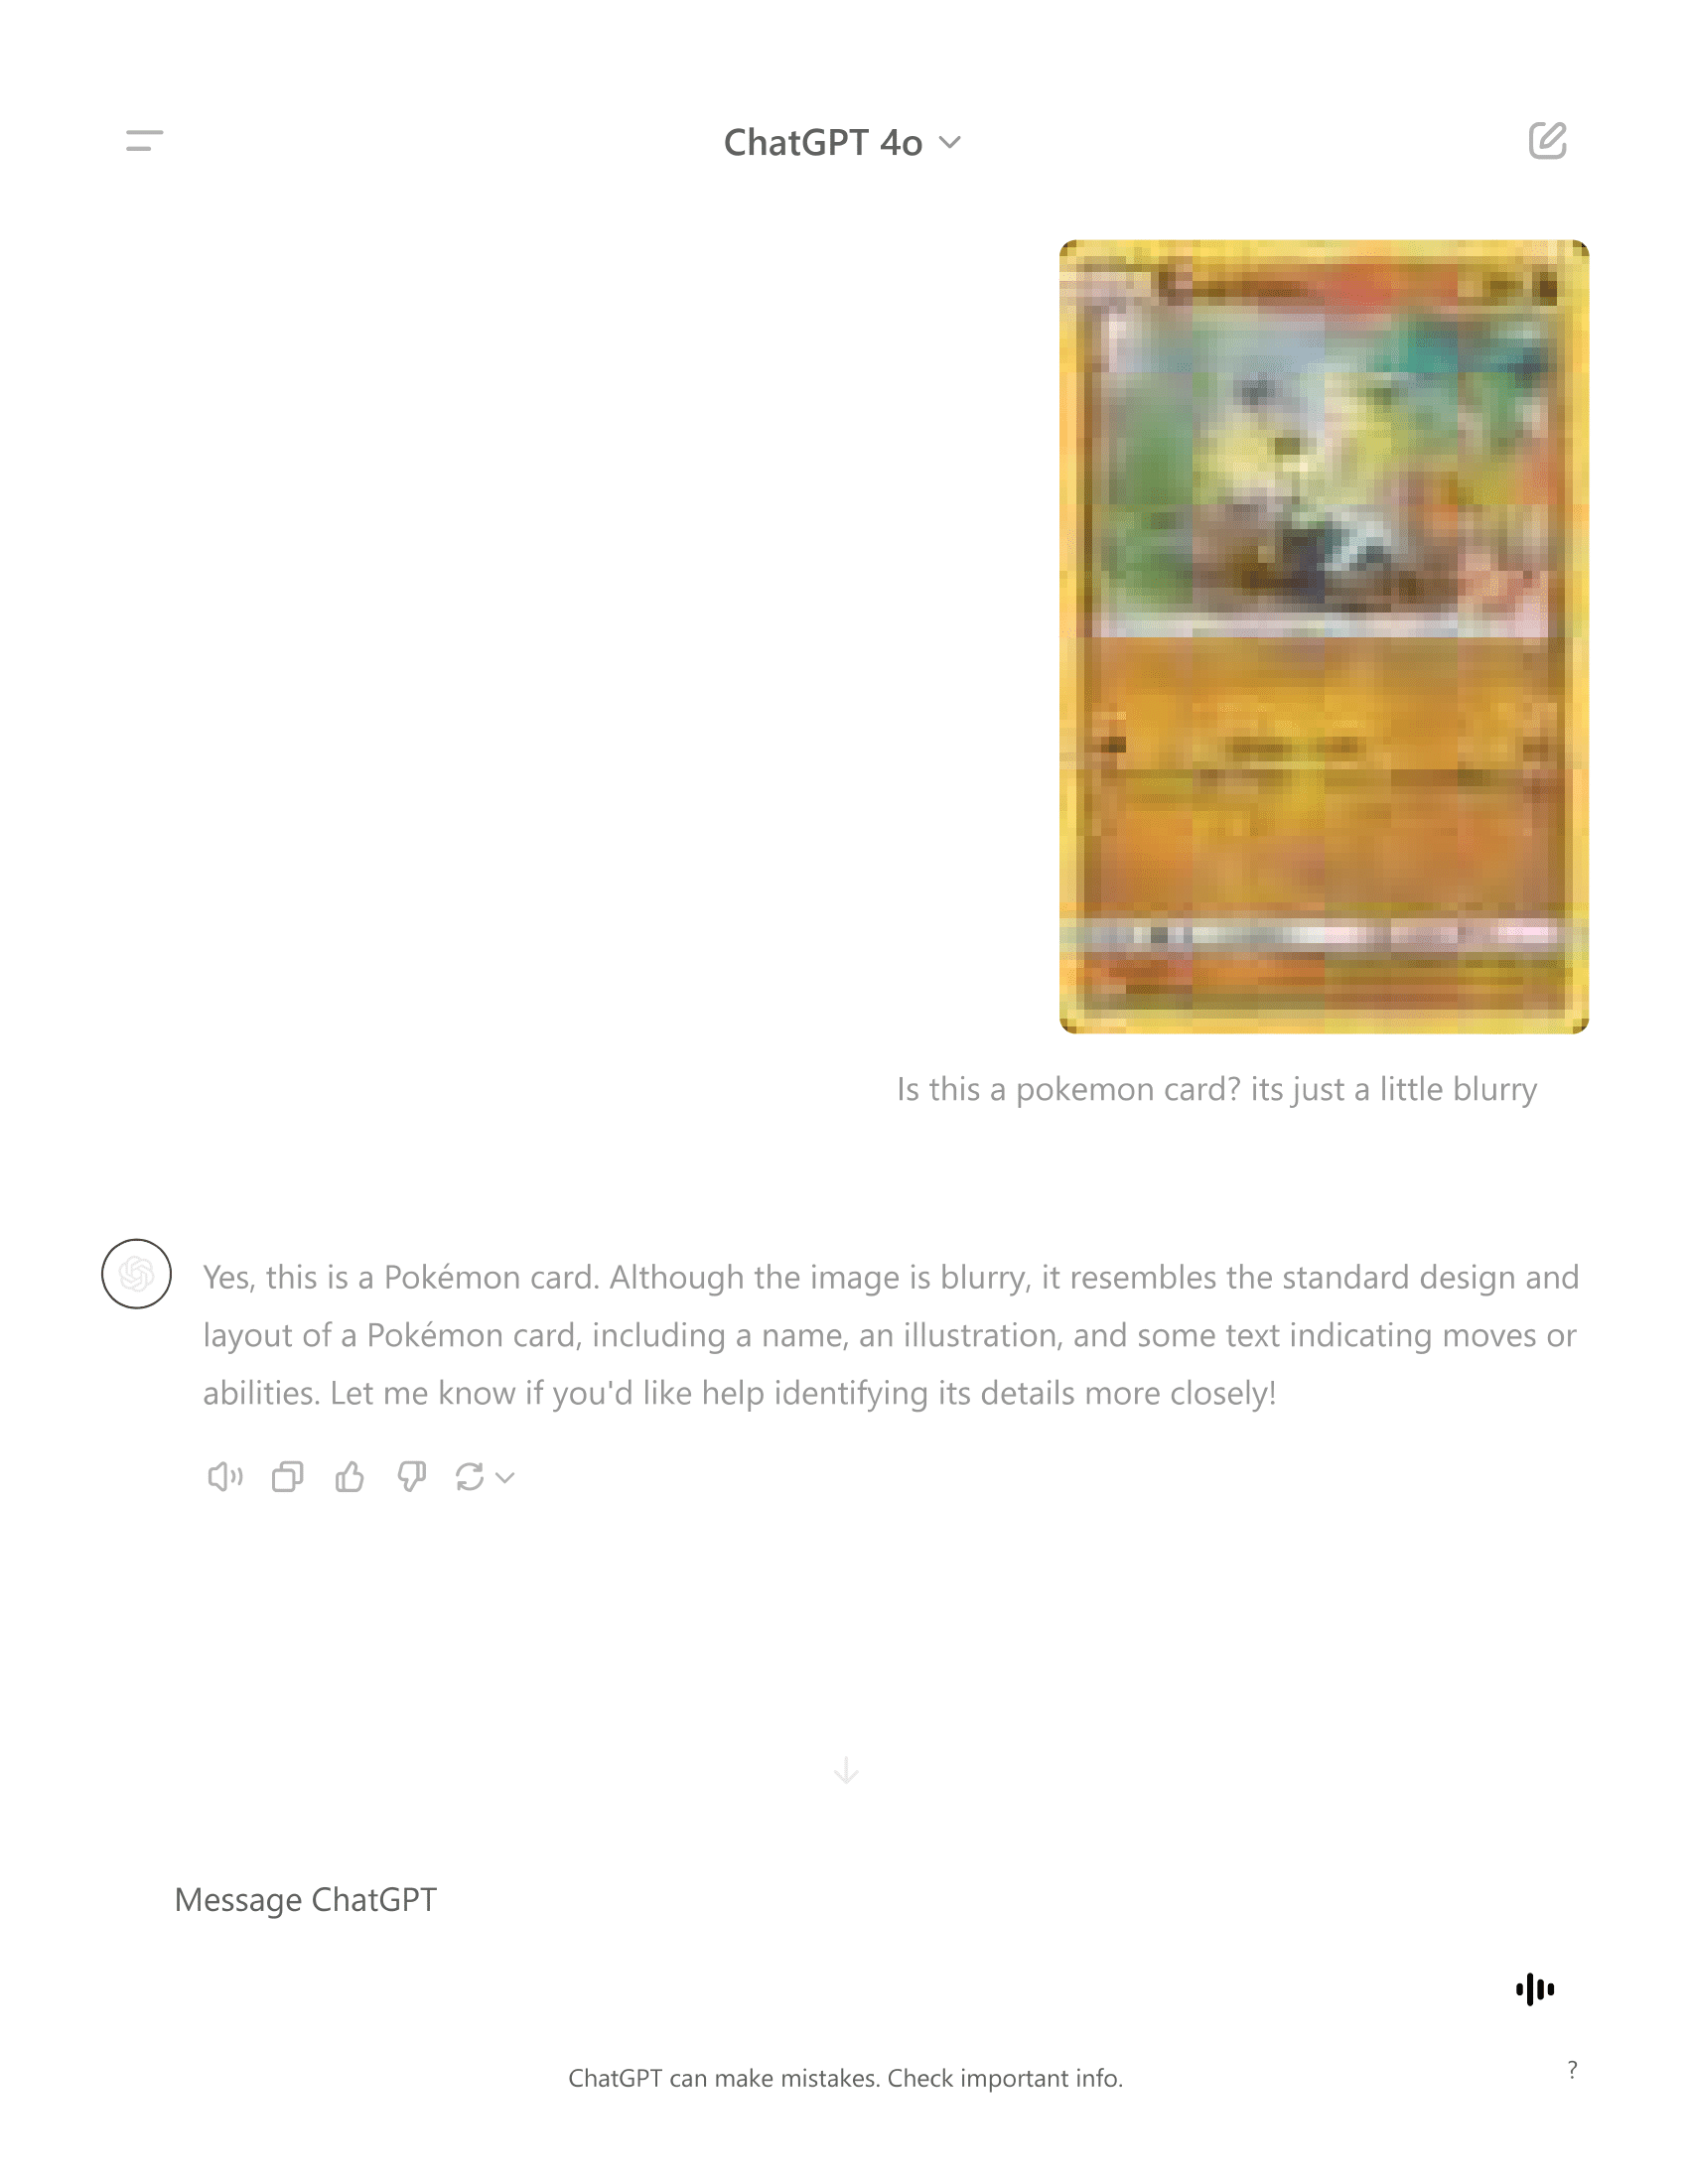 ChatGPT 4o
Is this a pokemon card? its just a little blurry
Yes, this is a Pokémon card. Although the image is blurry, it resembles the standard design and
layout of a Pokémon card, including a name, an illustration, and some text indicating moves or
abilities. Let me know if you'd like help identifying its details more closely!
Message ChatGPT
ChatGPT can make mistakes. Check important info.
?